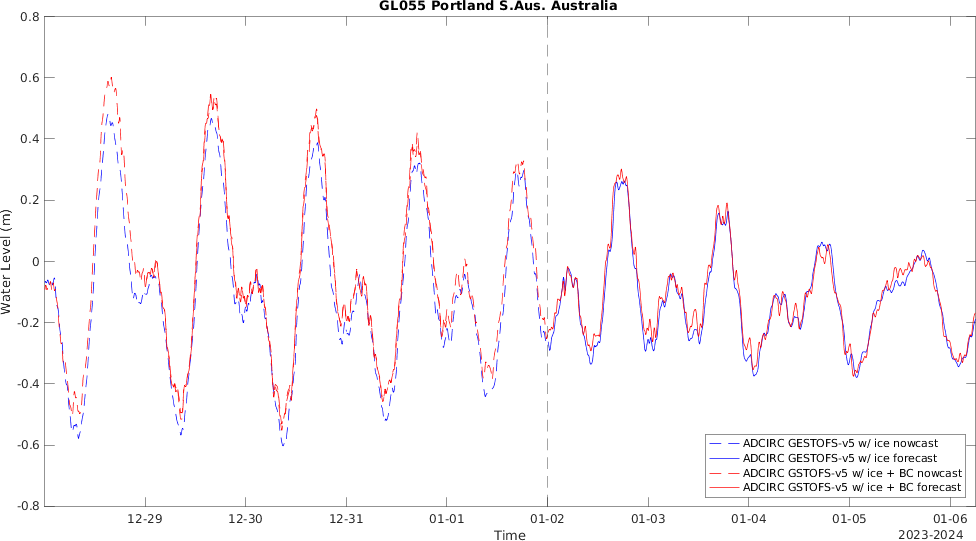 GL055 Portland S.Aus. Australia
Water Level (m)
0.8
0.6
0.4
0.2
0
-0.2
-0.4
-0.6
-0.8
ADCIRC GESTOFS-v5 w/ ice nowcast
ADCIRC GESTOFS-v5 w/ ice forecast
ADCIRC GSTOFS-v5 w/ ice + BC nowcast
ADCIRC GSTOFS-v5 w/ ice + BC forecast
12-29 12-30 12-31 01-01 01-02 01-03 01-04 01-05 01-06
Time
2023-2024